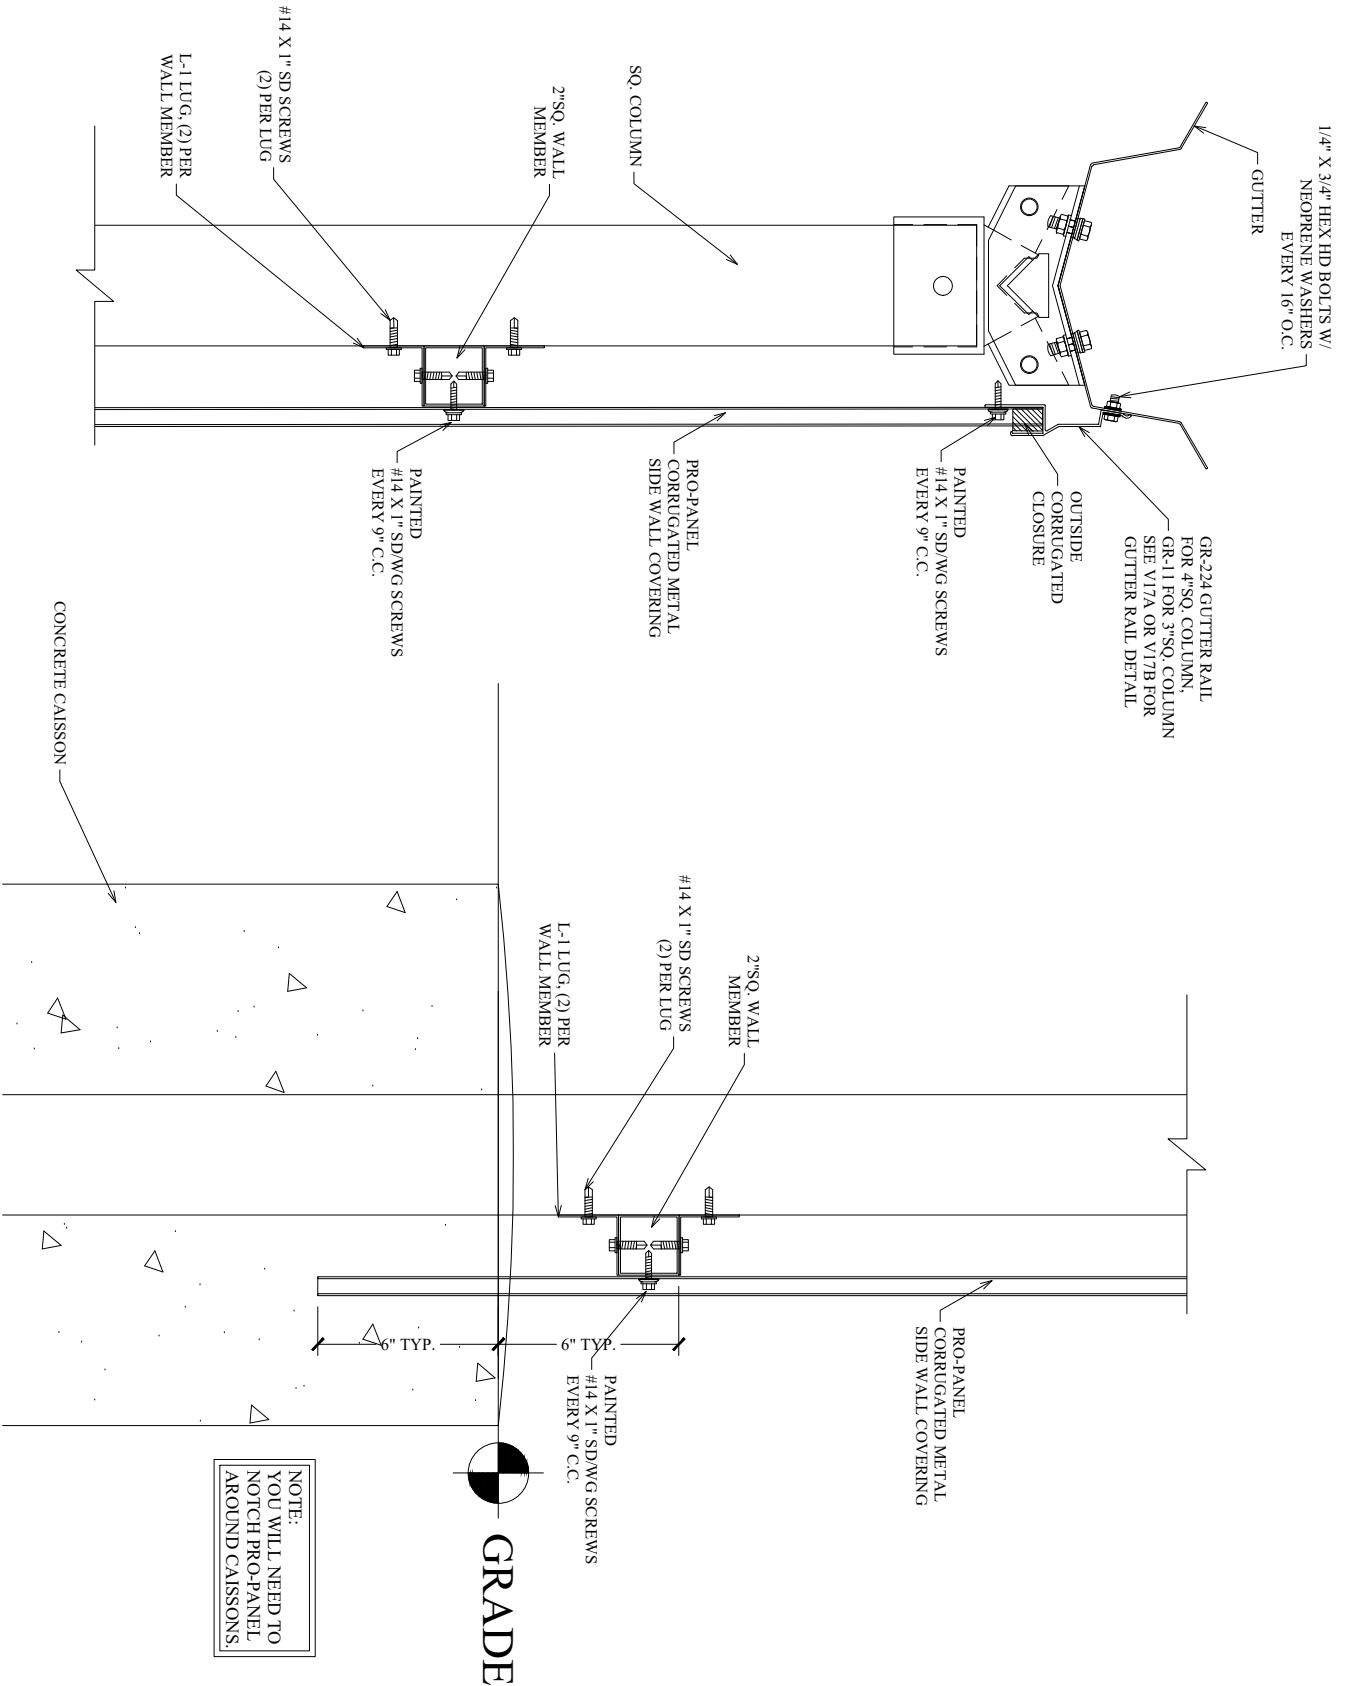 1/4" X 3/4" HEX HD BOLTS W/
NEOPRENE WASHERS
EVERY 16" O.C.
GUTTER
GR-224 GUTTER RAIL
FOR 4"SQ. COLUMN,
GR-11 FOR 3"SQ. COLUMN
SEE V17A OR V17B FOR
GUTTER RAIL DETAIL
OUTSIDE
CORRUGATED
CLOSURE
PAINTED
#14 X 1" SD/WG SCREWS
EVERY 9" C.C.
SQ. COLUMN
PRO-PANEL
CORRUGATED METAL
SIDE WALL COVERING
2"SQ. WALL
MEMBER
PAINTED
#14 X 1" SD/WG SCREWS
EVERY 9" C.C.
#14 X 1" SD SCREWS
(2) PER LUG
L-1 LUG, (2) PER
WALL MEMBER
PRO-PANEL
CORRUGATED METAL
SIDE WALL COVERING
2"SQ. WALL
MEMBER
#14 X 1" SD SCREWS
(2) PER LUG
L-1 LUG, (2) PER
WALL MEMBER
6" TYP.
PAINTED
#14 X 1" SD/WG SCREWS
EVERY 9" C.C.
GRADE
6" TYP.
CONCRETE CAISSON
NOTE:
YOU WILL NEED TO
NOTCH PRO-PANEL
AROUND CAISSONS.